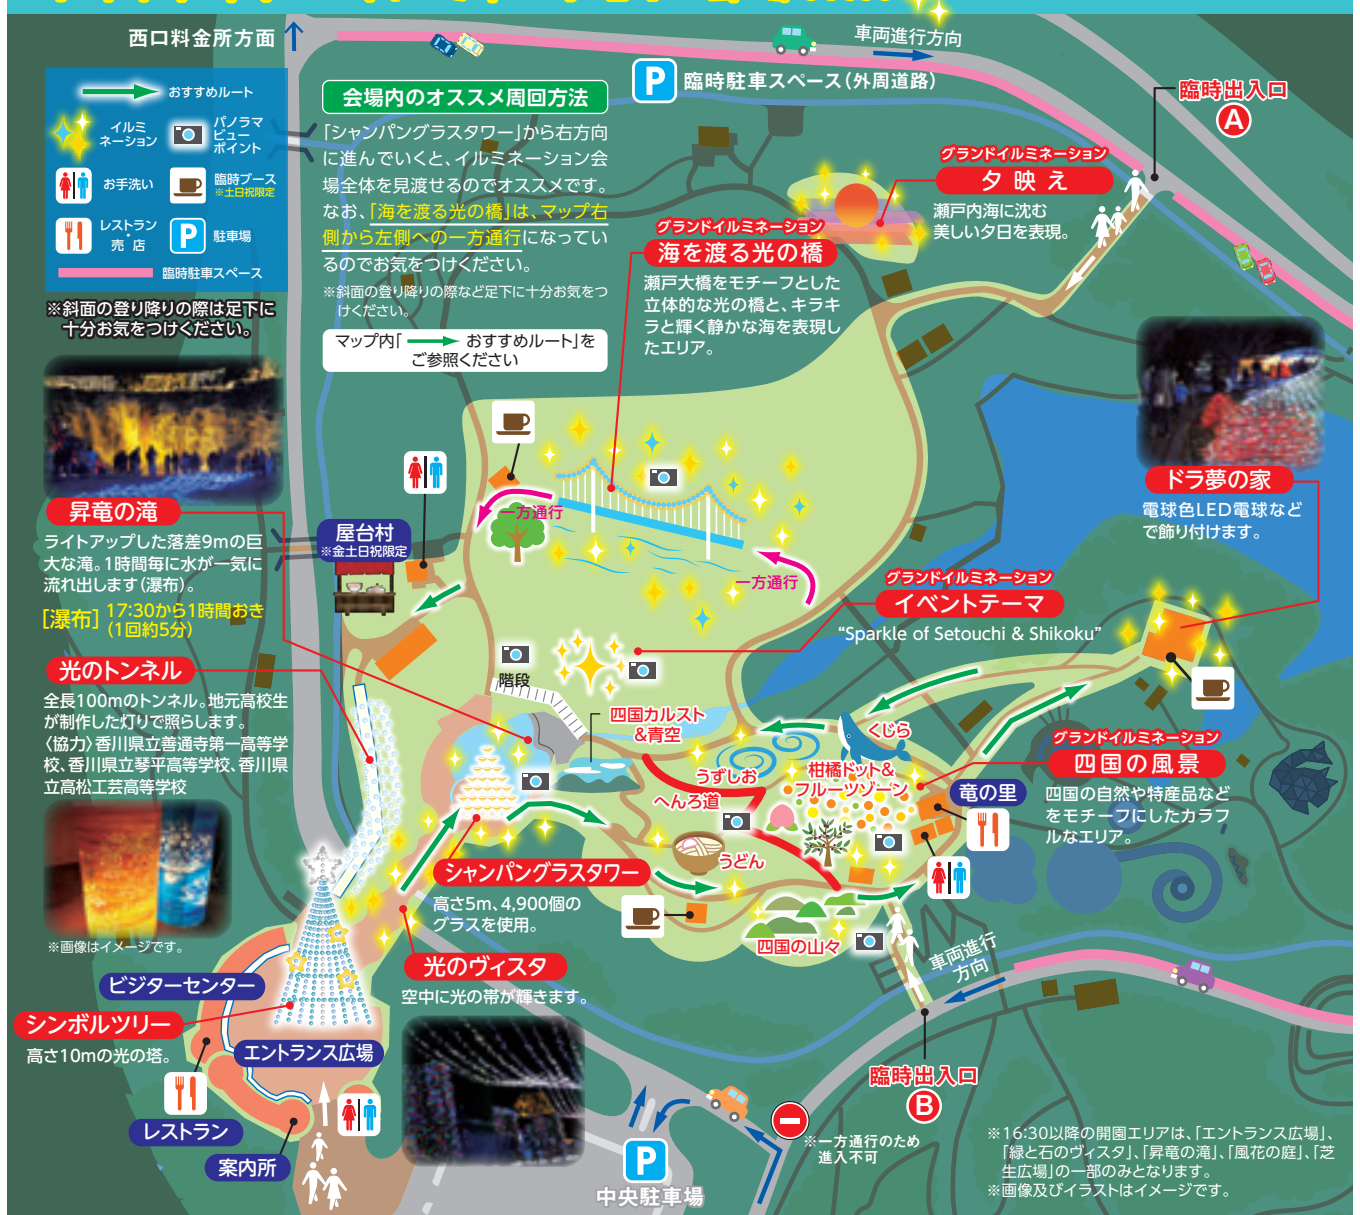 西口料金所方面
車両進行方向
P 臨時駐車スペース（外周道路）
臨時出入口
A
おすすめルート
イルミ
ネーション
パノラマ
ビュー
ポイント
お手洗い
臨時ブース
※土日祝限定
レストラン
売・店
P 駐車場
臨時駐車スペース
※斜面の登り降りの際は足下に
十分お気をつけください。
会場内のオススメ周回方法
「シャンパングラスタワー」から右方向
に進んでいくと、イルミネーション会
場全体を見渡せるのでオススメです。
なお、「海を渡る光の橋」は、マップ右
側から左側への一方通行になってい
るのでお気をつけください。
※斜面の登り降りの際など足下に十分お気をつ
けください。
マップ内「 おすすめルート」を
ご参照ください
グランドイルミネーション
夕映え
瀬戸内海に沈む
美しい夕日を表現。
グランドイルミネーション
海を渡る光の橋
瀬戸大橋をモチーフとした
立体的な光の橋と、キラキ
ラと輝く静かな海を表現し
たエリア。
昇竜の滝
ライトアップした落差9mの巨
大な滝。1時間毎に水が一気に
流れ出します（瀑布）。
［瀑布］17:30から1時間おき
（1回約5分）
屋台村
※金土日祝限定
一方通行
一方通行
ドラ夢の家
電球色LED電球など
で飾り付けます。
グランドイルミネーション
イベントテーマ
“Sparkle of Setouchi & Shikoku”
光のトンネル
全長100mのトンネル。地元高校生
が制作した灯りで照らします。
〈協力〉香川県立善通寺第一高等学
校、香川県立琴平高等学校、香川県
立高松工芸高等学校
※画像はイメージです。
階段
四国カルスト
&青空
うずしお
へんろ道
くじら
柑橘ドット&
フルーツゾーン
うどん
四国の山々
竜の里
グランドイルミネーション
四国の風景
四国の自然や特産品など
をモチーフにしたカラフ
ルなエリア。
シャンパングラスタワー
高さ5m、4,900個の
グラスを使用。
光のヴィスタ
空中に光の帯が輝きます。
ビジターセンター
シンボルツリー
高さ10mの光の塔。
エントランス広場
レストラン
案内所
車両進行
方向
臨時出入口
B
※一方通行のため
進入不可
P
中央駐車場
※16:30以降の開園エリアは、「エントランス広場」、
「緑と石のヴィスタ」、「昇竜の滝」、「風花の庭」、「芝
生広場」の一部のみとなります。
※画像及びイラストはイメージです。